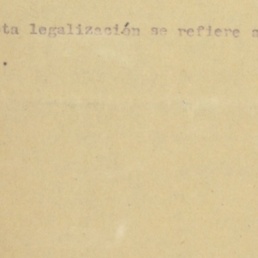 ta legalización se refiere a
.